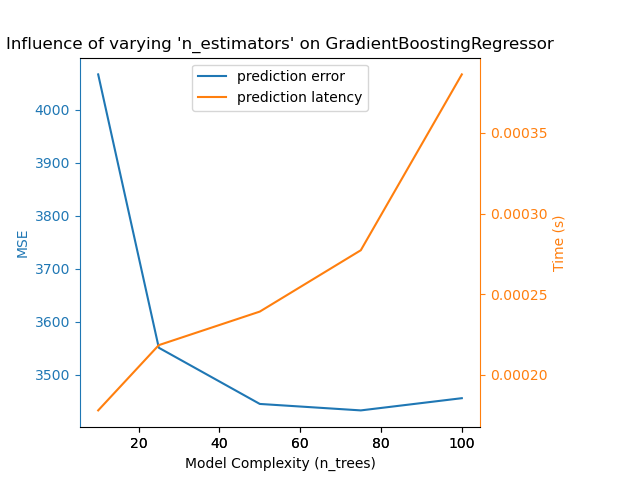 Influence of varying 'n_estimators' on GradientBoostingRegressor
prediction error
prediction latency
4000
3900
3800
3700
3600
3500
MSE
0.00035
0.00030
0.00025
0.00020
Time (s)
20 40 60 80 100
Model Complexity (n_trees)